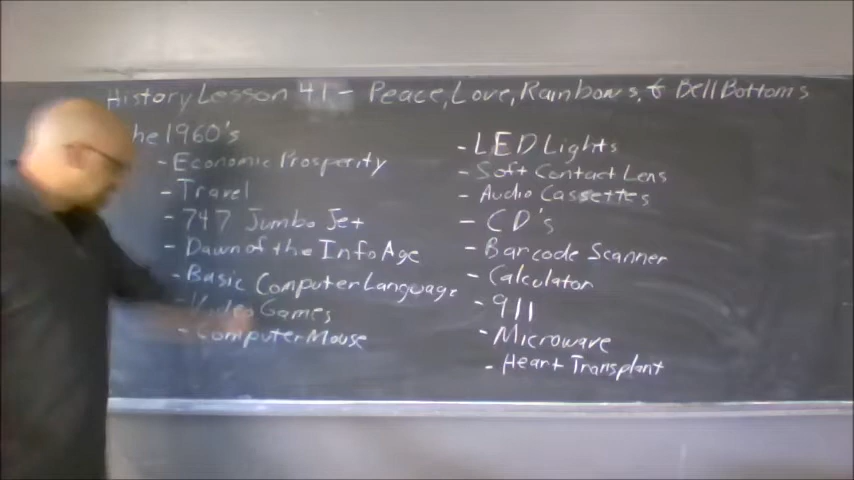 History Lesson 41 - Peace, Love, Rainbows, & Bell Bottoms
he 1960's
- Economic Prosperity
- Travel
- 747 Jumbo Jet
- Dawn of the Info Age
- Basic Computer Language
- Video Games
- Computer Mouse
- LED Lights
- Soft Contact Lens
- Audio Cassettes
- CD's
- Barcode Scanner
- Calculator
- 911
- Microwave
- Heart Transplant